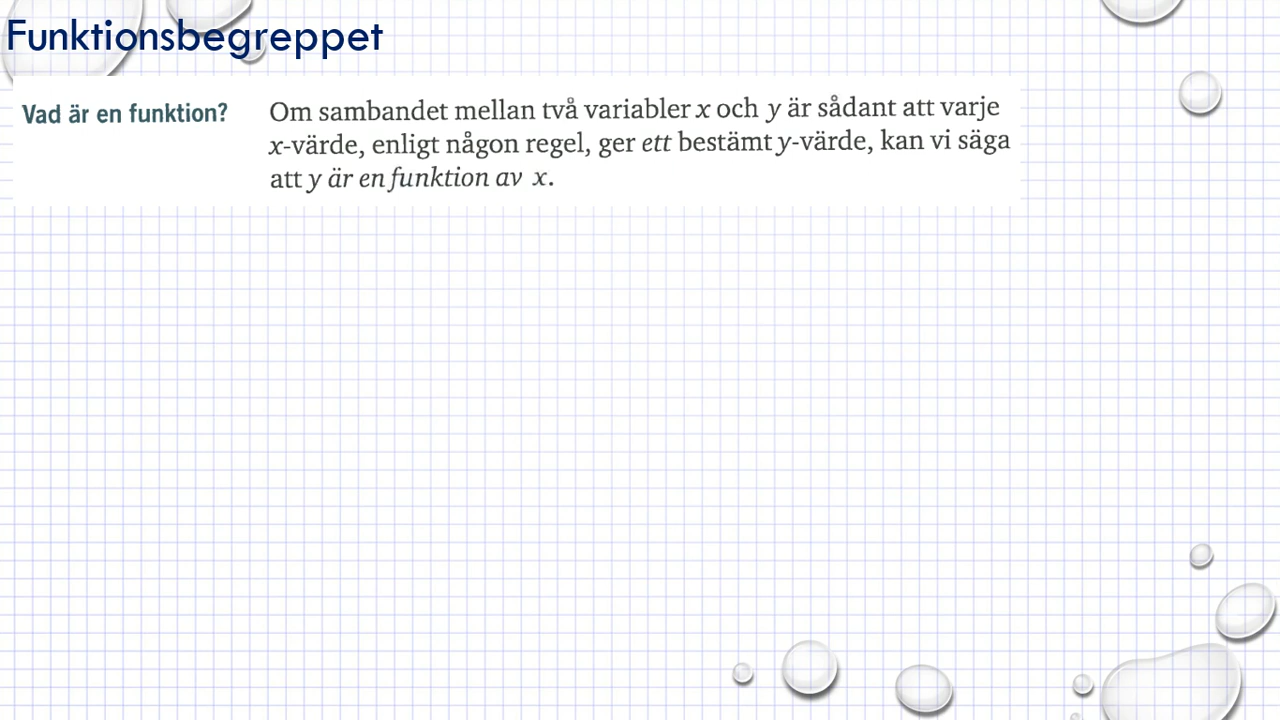 Funktionsbegreppet
Vad är en funktion?
Om sambandet mellan två variabler x och y är sådant att varje
x-värde, enligt någon regel, ger ett bestämt y-värde, kan vi säga
att y är en funktion av x.